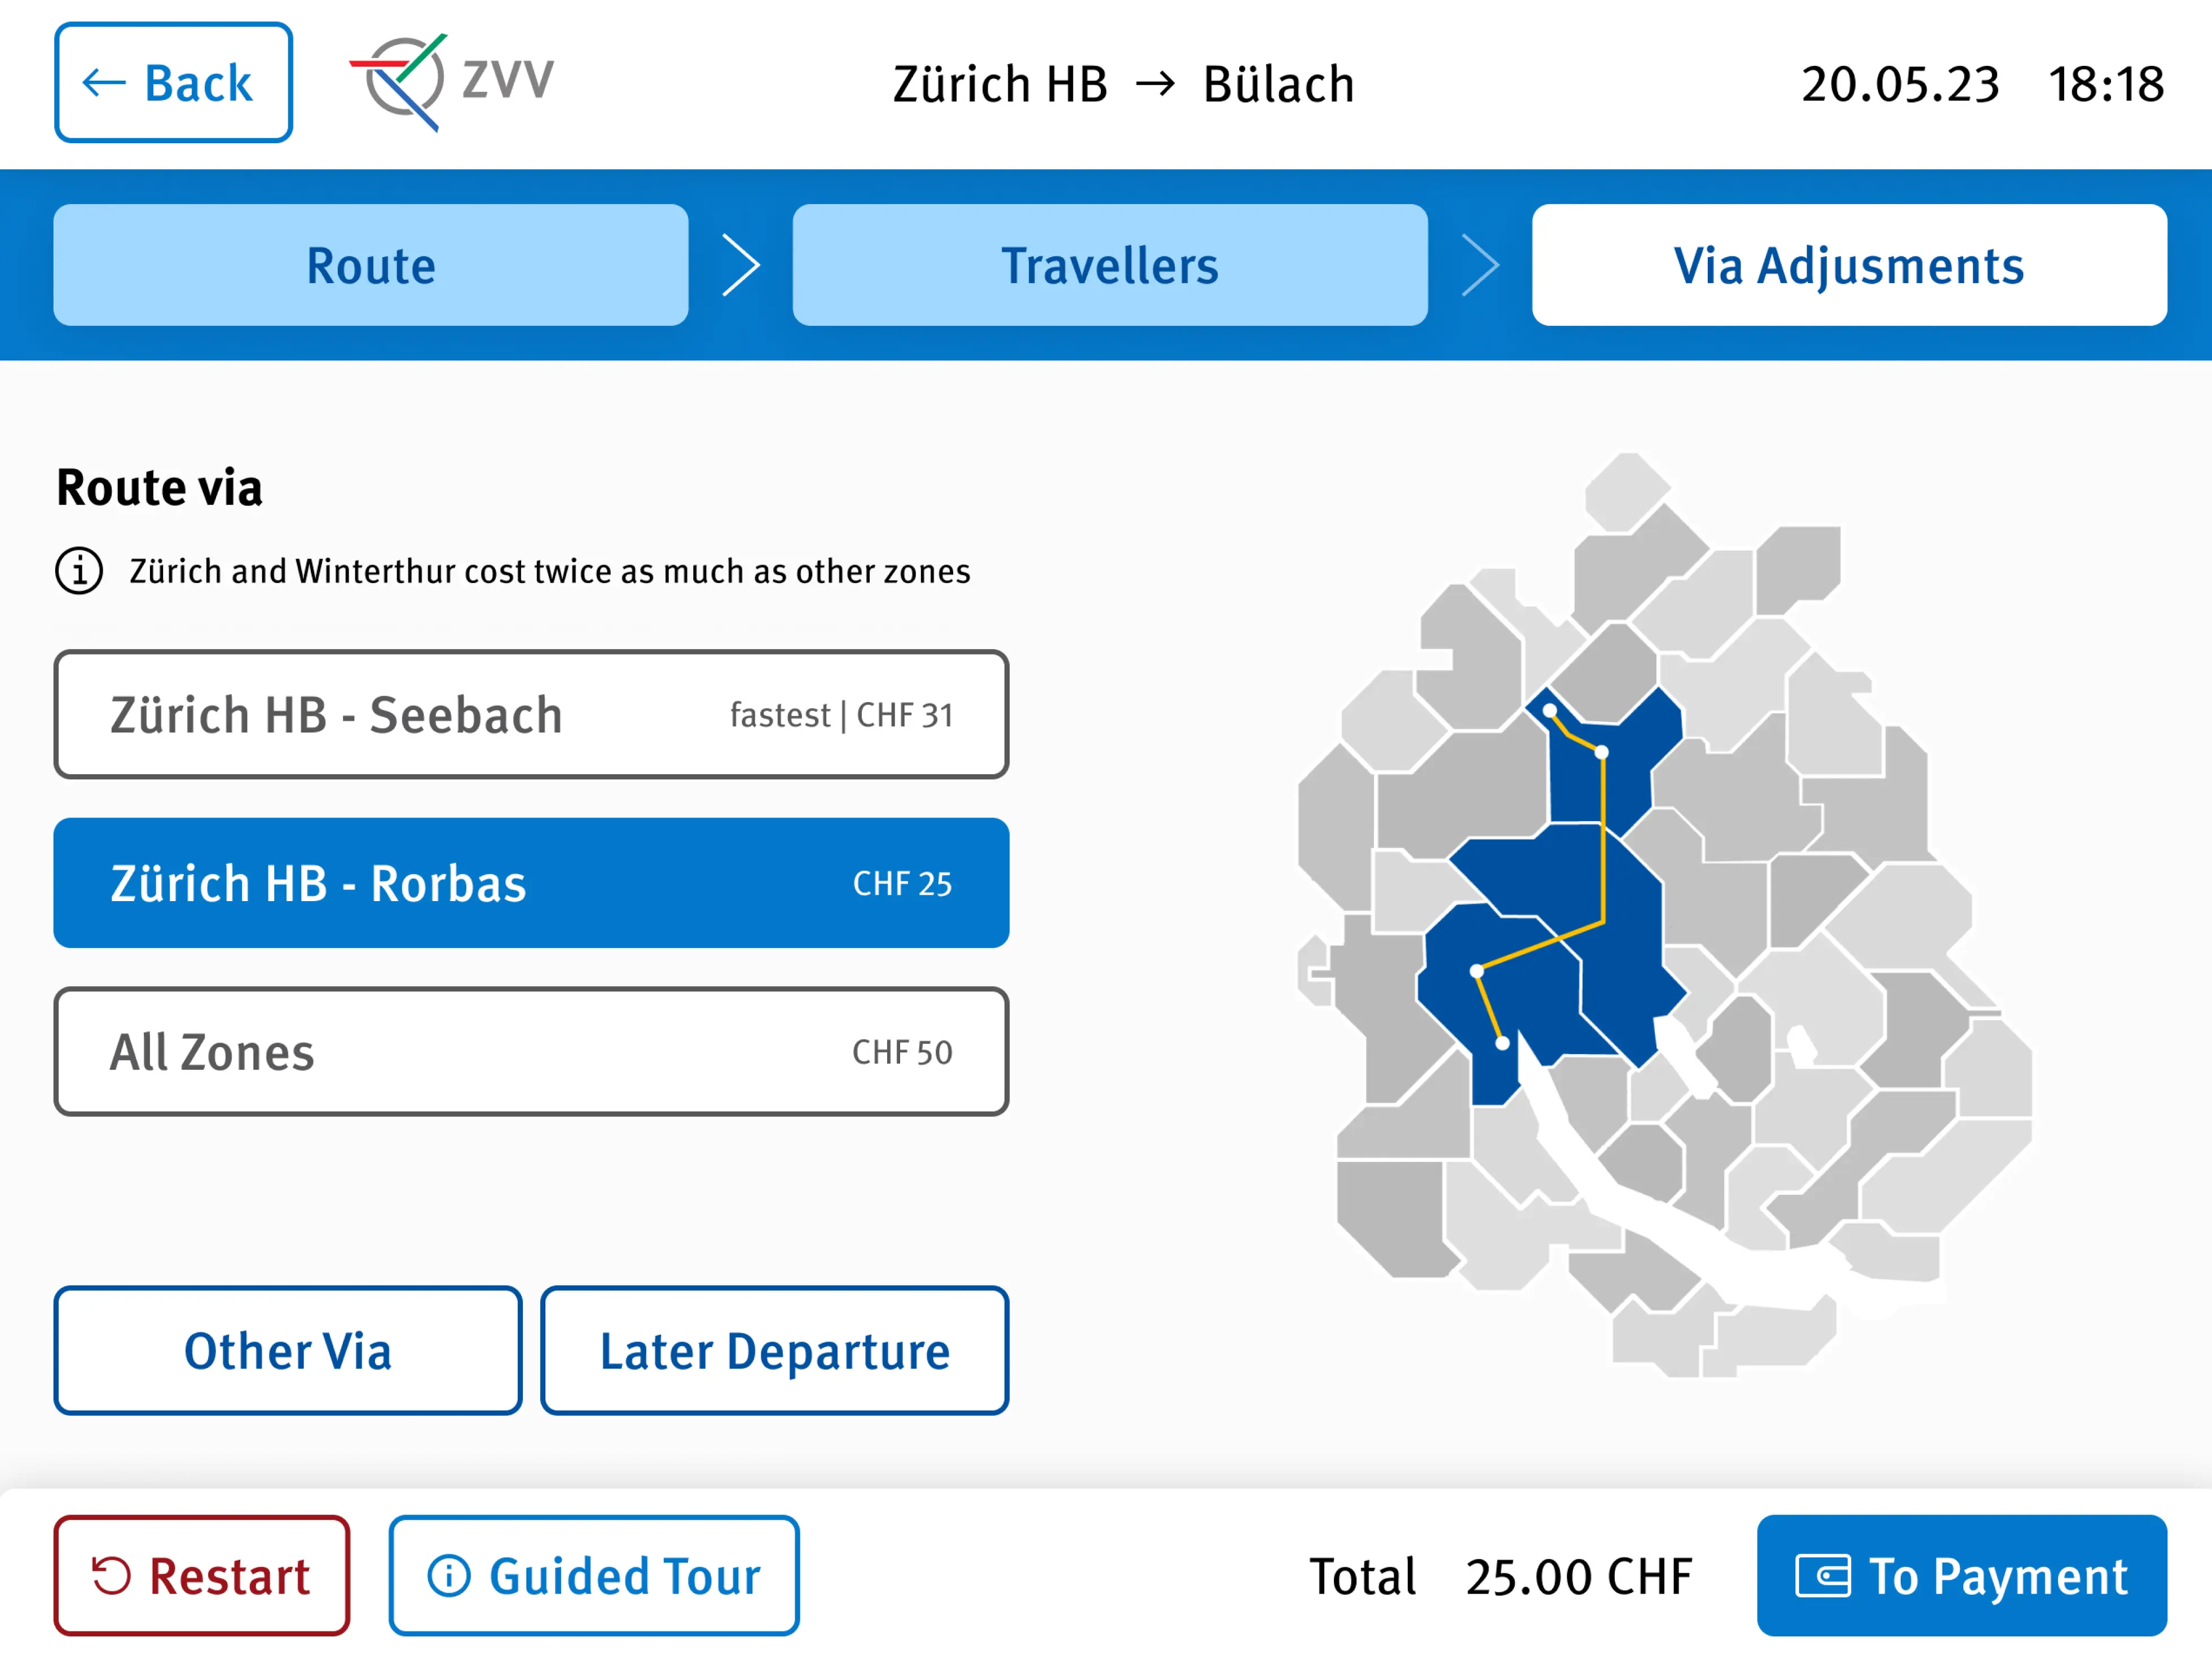 ← Back
ZVV
Zürich HB → Bülach
20.05.23 18:18
Route
Travellers
Via Adjusments
Route via
Zürich and Winterthur cost twice as much as other zones
Zürich HB - Seebach fastest | CHF 31
Zürich HB - Rorbas CHF 25
All Zones CHF 50
Other Via
Later Departure
Restart
Guided Tour
Total 25.00 CHF
To Payment